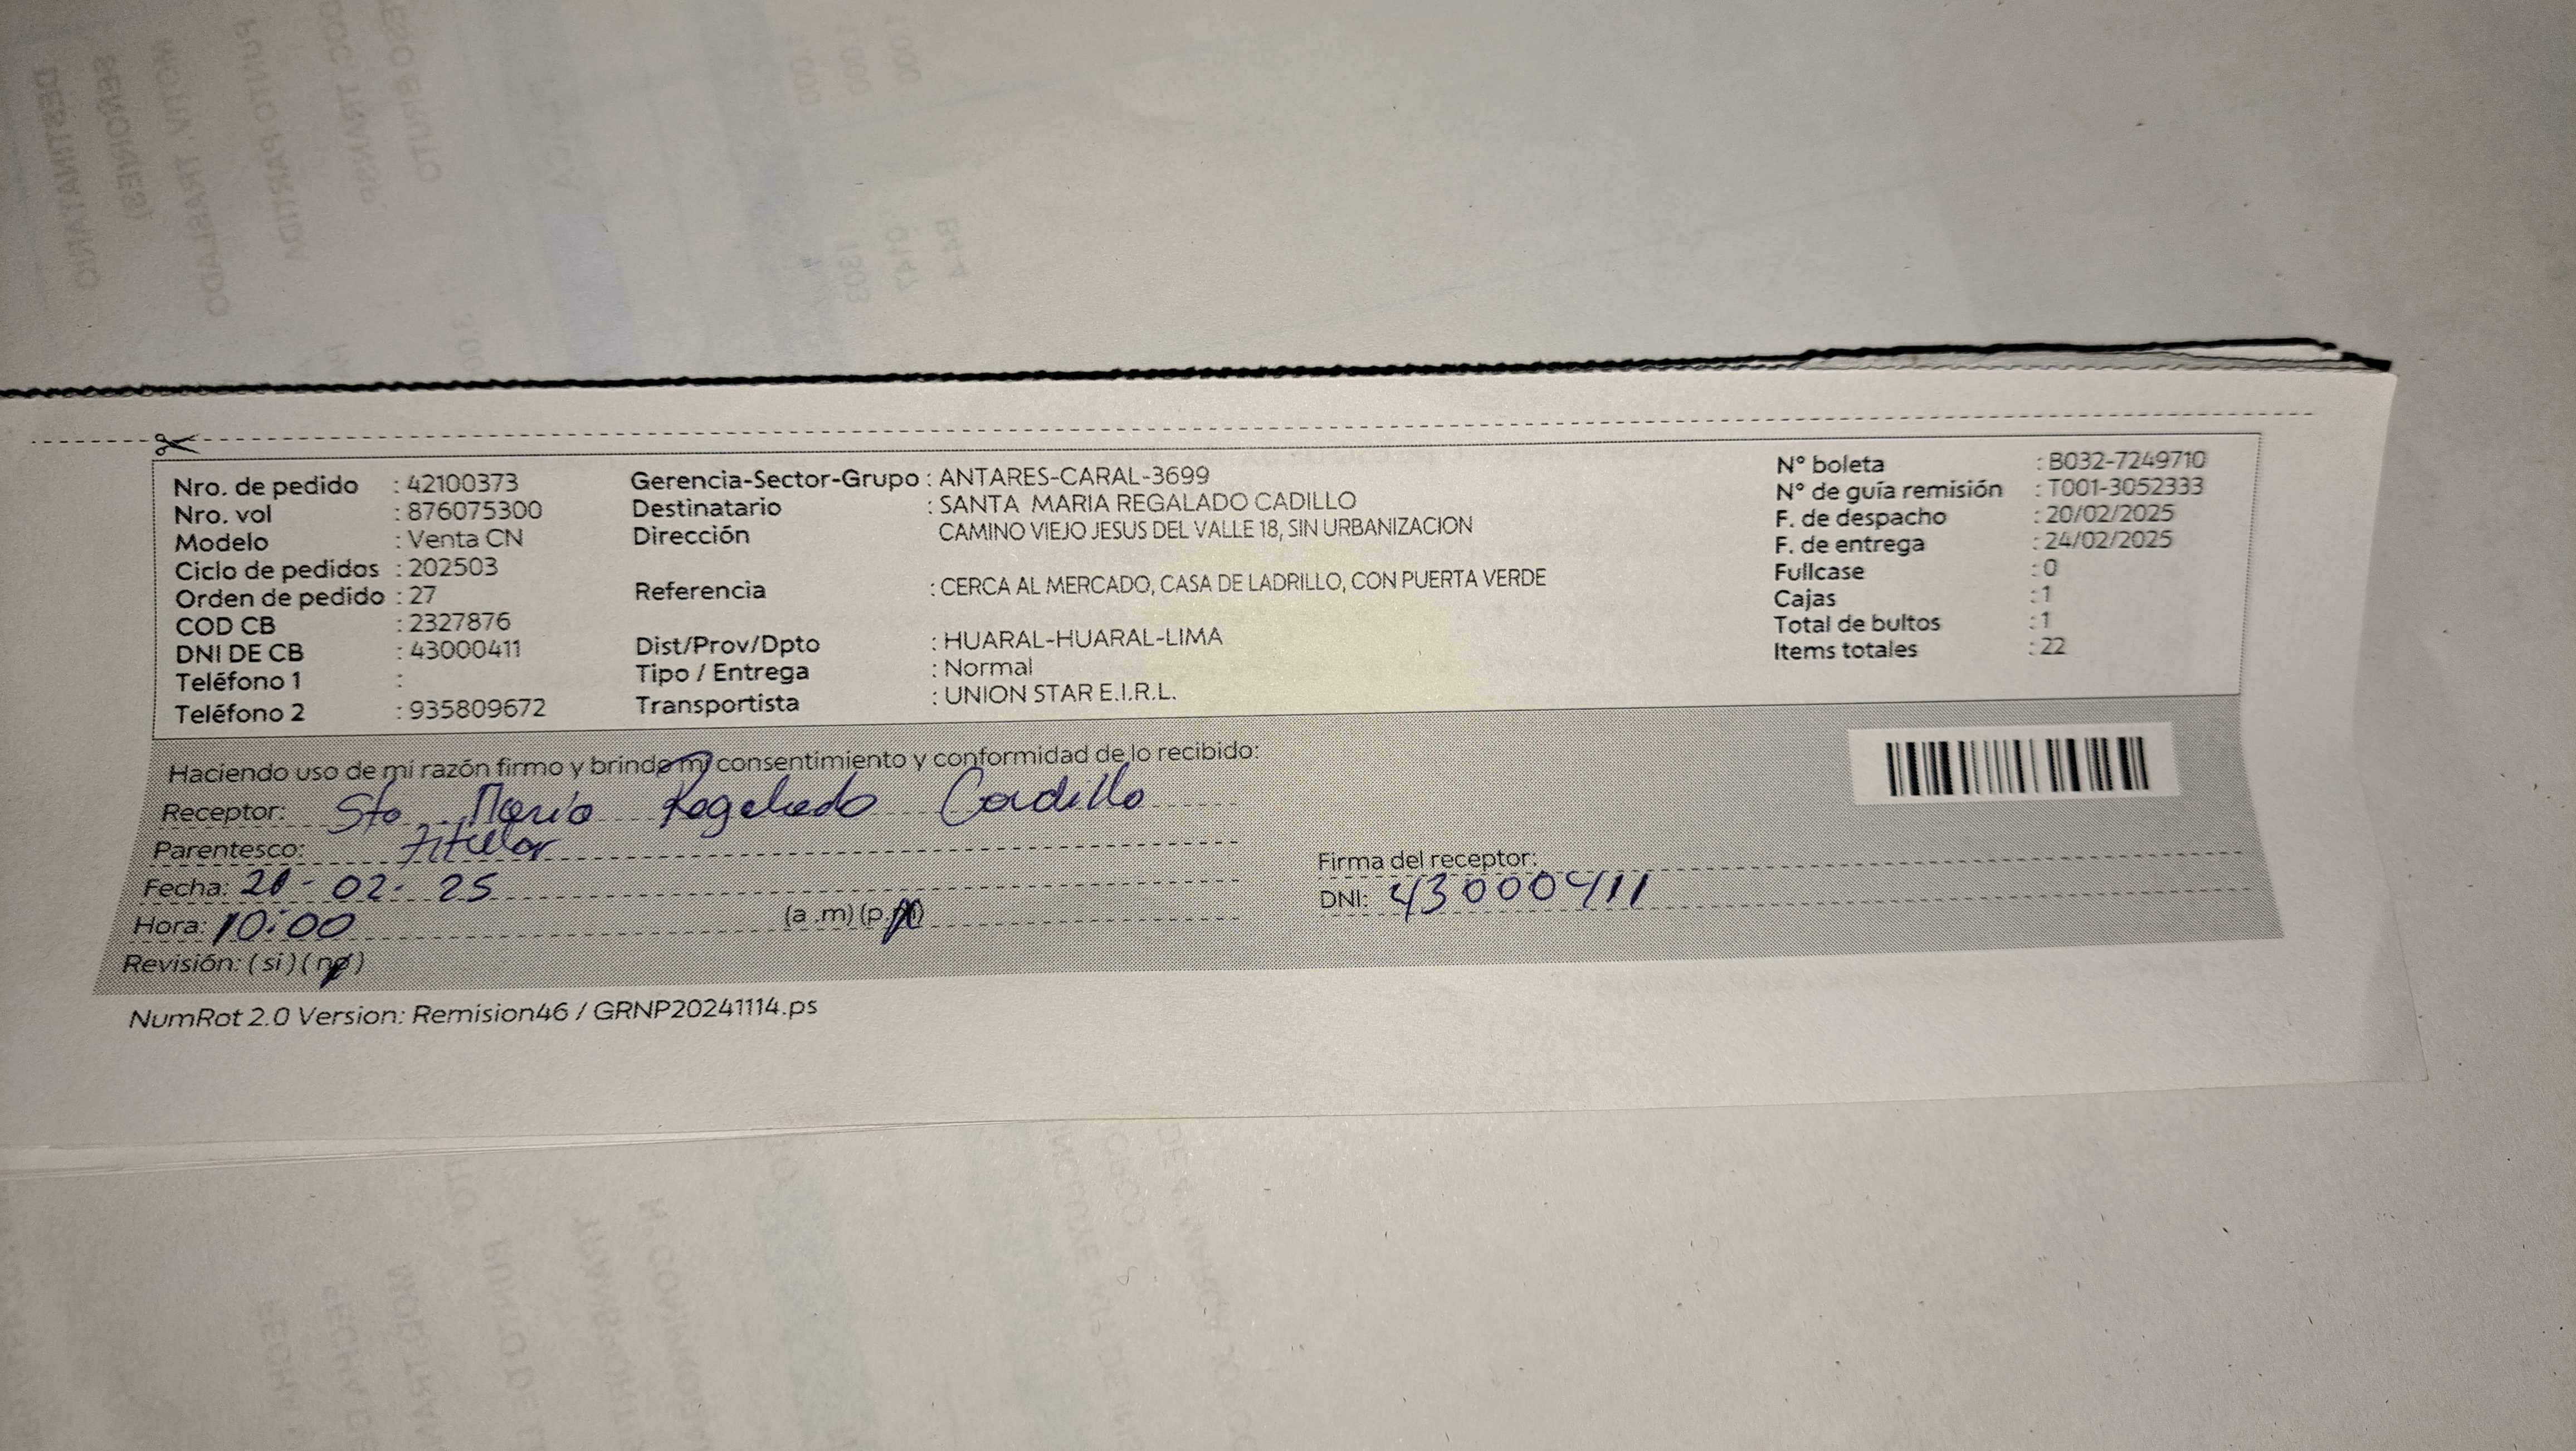 Nro. de pedido : 42100373
Nro. vol : 876075300
Modelo : Venta CN
Ciclo de pedidos : 202503
Orden de pedido : 27
COD CB : 2327876
DNI DE CB : 43000411
Teléfono 1 :
Teléfono 2 : 935809672
Gerencia-Sector-Grupo : ANTARES-CARAL-3699
Destinatario : SANTA MARIA REGALADO CADILLO
Dirección CAMINO VIEJO JESUS DEL VALLE 18, SIN URBANIZACION
Referencia : CERCA AL MERCADO, CASA DE LADRILLO, CON PUERTA VERDE
Dist/Prov/Dpto : HUARAL-HUARAL-LIMA
Tipo / Entrega : Normal
Transportista : UNION STAR E.I.R.L.
N° boleta : B032-7249710
N° de guía remisión : T001-3052333
F. de despacho : 20/02/2025
F. de entrega : 24/02/2025
Fullcase : 0
Cajas : 1
Total de bultos : 1
Items totales : 22
Haciendo uso de mi razón firmo y brindo mi consentimiento y conformidad de lo recibido:
Receptor: Sta María Regalado Cadillo
Parentesco: Titular
Fecha: 02-25
Hora: 10:00 (a .m) (p.m)
Revisión: ( si ) ( no )
Firma del receptor:
DNI: 43000411
NumRot 2.0 Version: Remision46 / GRNP20241114.ps